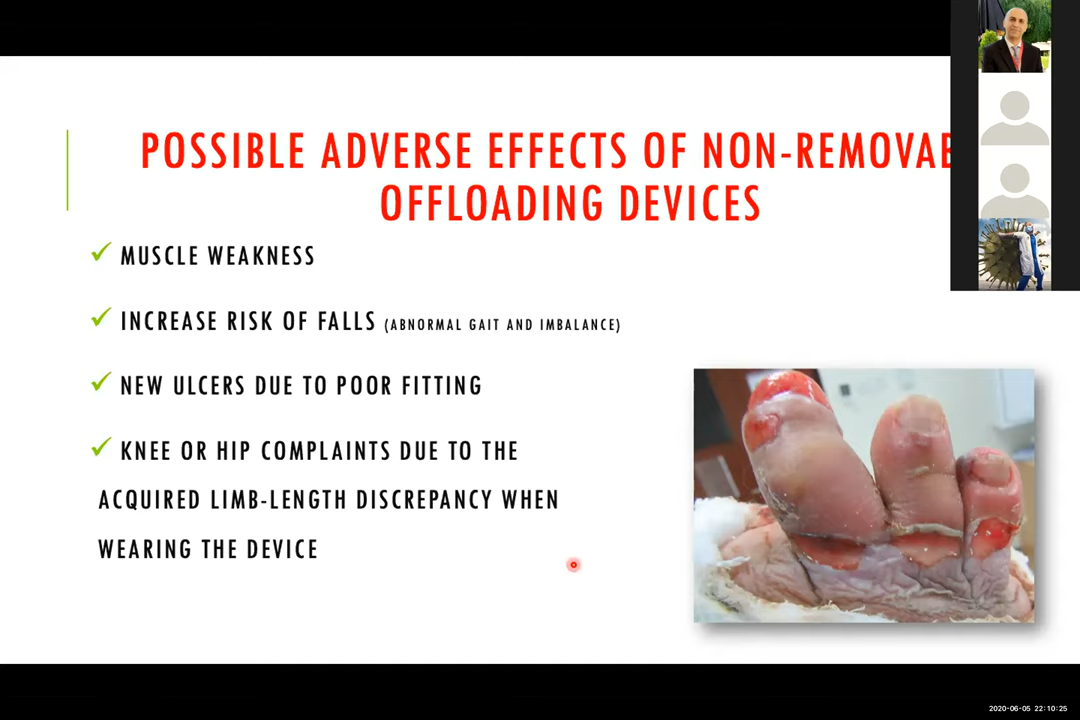 POSSIBLE ADVERSE EFFECTS OF NON-REMOVAB
OFFLOADING DEVICES
✓ MUSCLE WEAKNESS
✓ INCREASE RISK OF FALLS (ABNORMAL GAIT AND IMBALANCE)
✓ NEW ULCERS DUE TO POOR FITTING
✓ KNEE OR HIP COMPLAINTS DUE TO THE
ACQUIRED LIMB-LENGTH DISCREPANCY WHEN
WEARING THE DEVICE
2020-06-05 22:10:25